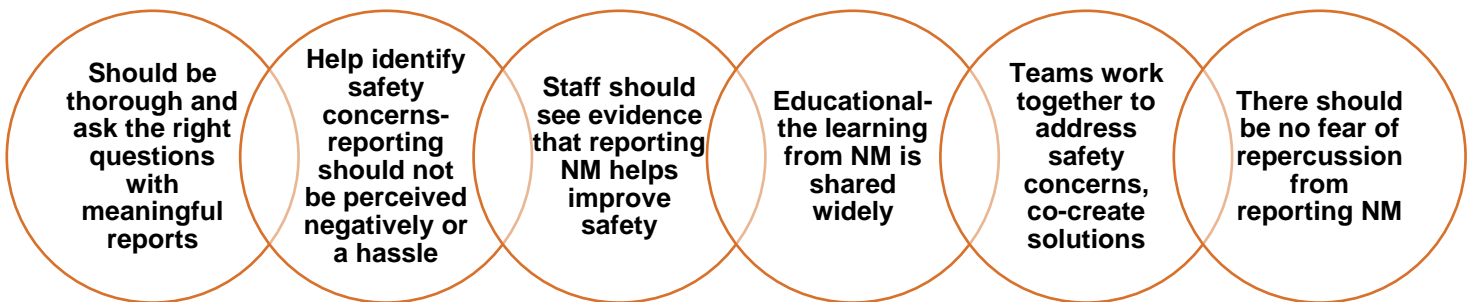 Should be
thorough and
ask the right
questions
with
meaningful
reports
Help identify
safety
concerns-
reporting
should not
be perceived
negatively or
a hassle
Staff should
see evidence
that reporting
NM helps
improve
safety
Educational-
the learning
from NM is
shared
widely
Teams work
together to
address
safety
concerns,
co-create
solutions
There should
be no fear of
repercussion
from
reporting NM